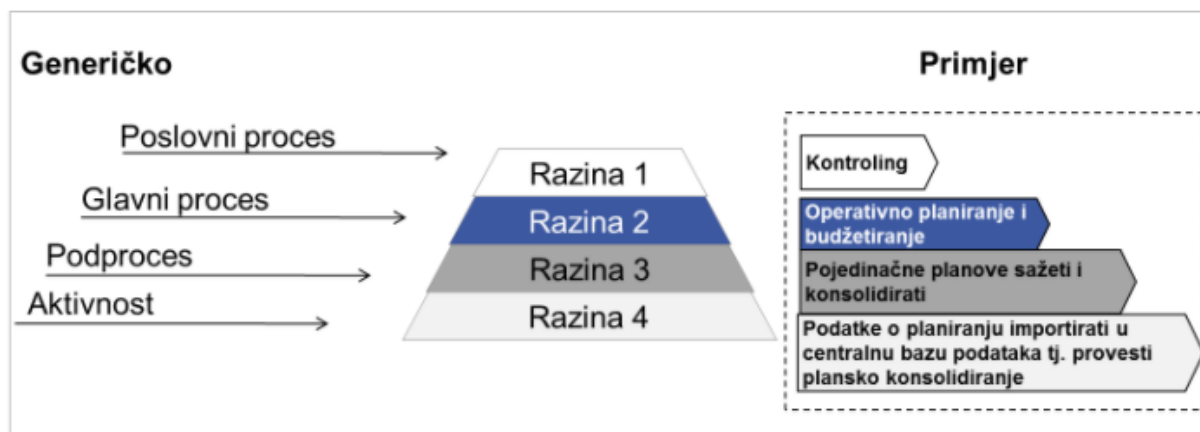 Generičko
Primjer
Poslovni proces
Glavni proces
Podproces
Aktivnost
Razina 1
Razina 2
Razina 3
Razina 4
Kontroling
Operativno planiranje i
budžetiranje
Pojedinačne planove sažeti i
konsolidirati
Podatke o planiranju importirati u
centralnu bazu podataka tj. provesti
plansko konsolidiranje